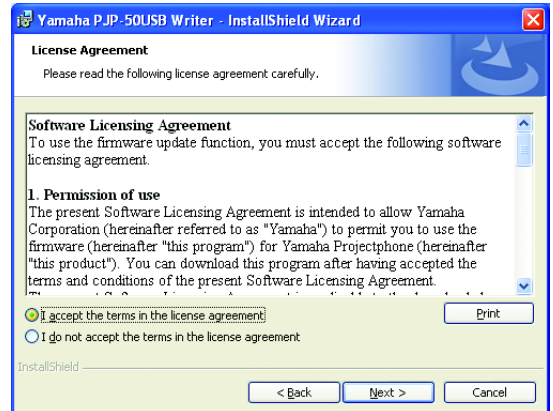 Yamaha PJP-50USB Writer - InstallShield Wizard
License Agreement
Please read the following license agreement carefully.
Software Licensing Agreement
To use the firmware update function, you must accept the following software
licensing agreement.
1. Permission of use
The present Software Licensing Agreement is intended to allow Yamaha
Corporation (hereinafter referred to as "Yamaha") to permit you to use the
firmware (hereinafter "this program") for Yamaha Projectphone (hereinafter
"this product"). You can download this program after having accepted the
terms and conditions of the present Software Licensing Agreement.
I accept the terms in the license agreement
Print
I do not accept the terms in the license agreement
InstallShield
< Back
Next >
Cancel